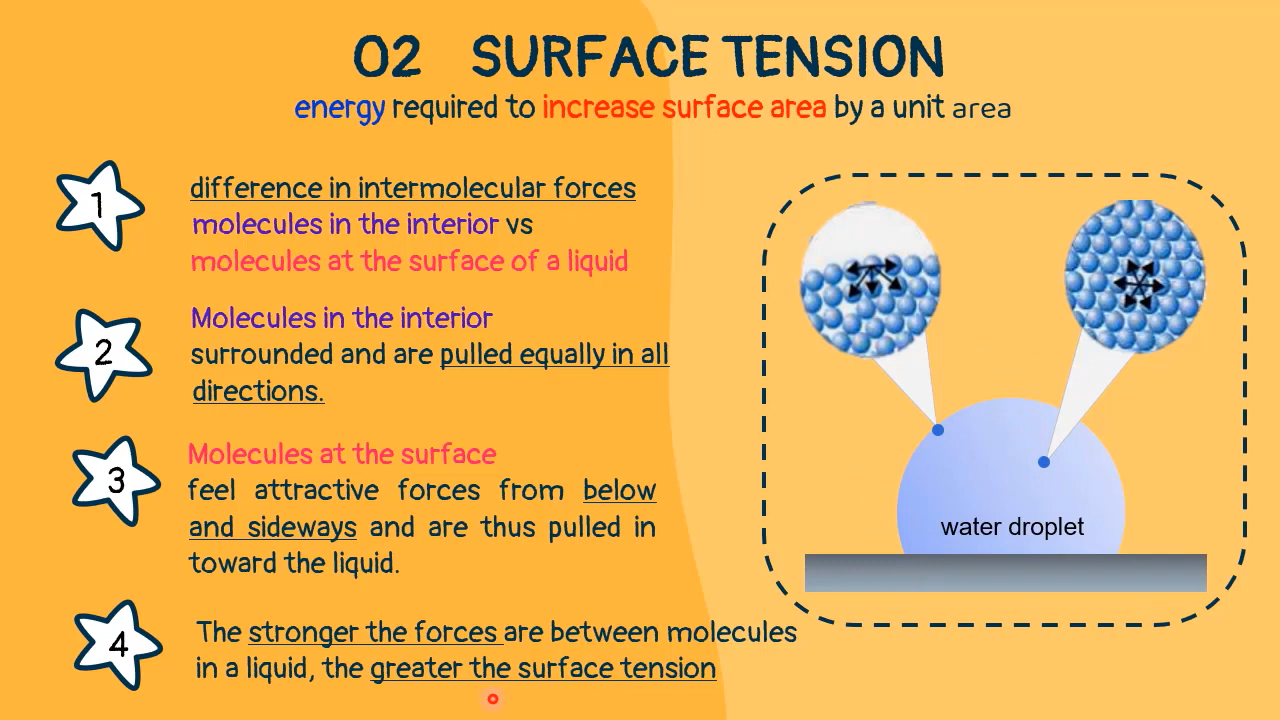 02 SURFACE TENSION
energy required to increase surface area by a unit area
1
difference in intermolecular forces
molecules in the interior vs
molecules at the surface of a liquid
2
Molecules in the interior
surrounded and are pulled equally in all
directions.
3
Molecules at the surface
feel attractive forces from below
and sideways and are thus pulled in
toward the liquid.
4
The stronger the forces are between molecules
in a liquid, the greater the surface tension
water droplet